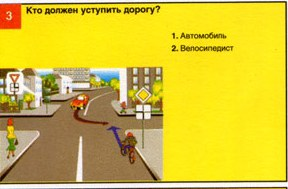 3
Кто должен уступить дорогу?
1. Автомобиль
2. Велосипедист